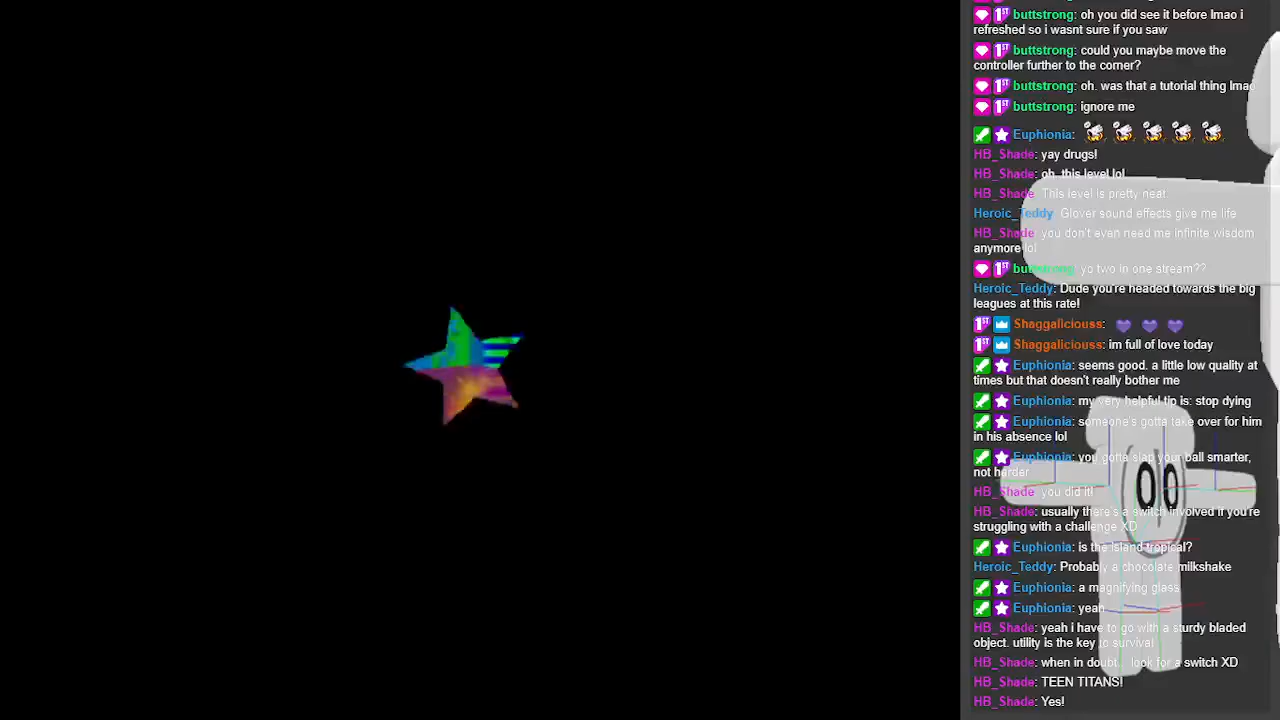 buttstrong: oh you did see it before lmao i
refreshed so i wasnt sure if you saw
buttstrong: could you maybe move the
controller further to the corner?
buttstrong: oh. was that a tutorial thing lmao
buttstrong: ignore me
Euphionia:
HB_Shade: yay drugs!
HB_Shade: oh, this level lol
HB_Shade: This level is pretty neat.
Heroic_Teddy: Glover sound effects give me life
HB_Shade: you don't even need me infinite wisdom
anymore lol
buttstrong: yo two in one stream??
Heroic_Teddy: Dude you're headed towards the big
leagues at this rate!
Shaggaliciouss:
Shaggaliciouss: im full of love today
Euphionia: seems good. a little low quality at
times but that doesn't really bother me
Euphionia: my very helpful tip is: stop dying
Euphionia: someone's gotta take over for him
in his absence lol
Euphionia: you gotta slap your ball smarter,
not harder
HB_Shade: you did it!
HB_Shade: usually there's a switch involved if you're
struggling with a challenge XD
Euphionia: is the island tropical?
Heroic_Teddy: Probably a chocolate milkshake
Euphionia: a magnifying glass
Euphionia: yeah
HB_Shade: yeah i have to go with a sturdy bladed
object. utility is the key to survival
HB_Shade: when in doubt... look for a switch XD
HB_Shade: TEEN TITANS!
HB_Shade: Yes!